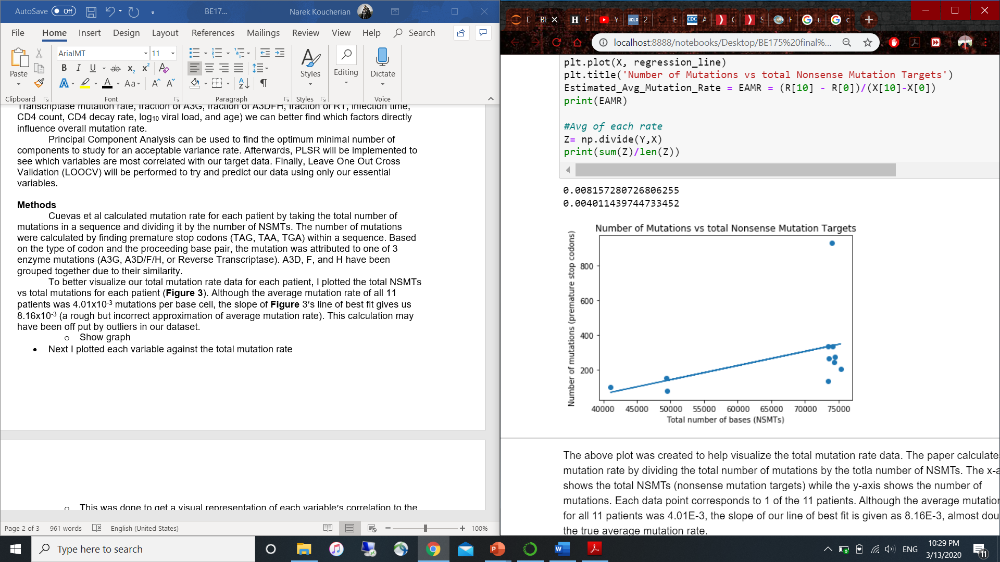 AutoSave Off BE17... Narek Koucherian
File Home Insert Design Layout References Mailings Review View Help Search
ArialMT 11
Paste Styles Editing Dictate
Clipboard Font Paragraph Styles Voice
Transcriptase mutation rate, fraction of A3G, fraction of A3DFH, fraction of RT, infection time,
CD4 count, CD4 decay rate, log10 viral load, and age) we can better find which factors directly
influence overall mutation rate.
Principal Component Analysis can be used to find the optimum minimal number of
components to study for an acceptable variance rate. Afterwards, PLSR will be implemented to
see which variables are most correlated with our target data. Finally, Leave One Out Cross
Validation (LOOCV) will be performed to try and predict our data using only our essential
variables.
Methods
Cuevas et al calculated mutation rate for each patient by taking the total number of
mutations in a sequence and dividing it by the number of NSMTs. The number of mutations
were calculated by finding premature stop codons (TAG, TAA, TGA) within a sequence. Based
on the type of codon and the proceeding base pair, the mutation was attributed to one of 3
enzyme mutations (A3G, A3D/F/H, or Reverse Transcriptase). A3D, F, and H have been
grouped together due to their similarity.
To better visualize our total mutation rate data for each patient, I plotted the total NSMTs
vs total mutations for each patient (Figure 3). Although the average mutation rate of all 11
patients was 4.01x10-3 mutations per base cell, the slope of Figure 3's line of best fit gives us
8.16x10-3 (a rough but incorrect approximation of average mutation rate). This calculation may
have been off put by outliers in our dataset.
o Show graph
• Next I plotted each variable against the total mutation rate
o This was done to get a visual representation of each variable's correlation to the
Page 2 of 3 961 words English (United States) 100%
localhost:8888/notebooks/Desktop/BE175%20final%...
plt.plot(X, regression_line)
plt.title('Number of Mutations vs total Nonsense Mutation Targets')
Estimated_Avg_Mutation_Rate = EAMR = (R[10] - R[0])/(X[10]-X[0])
print(EAMR)
#Avg of each rate
Z= np.divide(Y,X)
print(sum(Z)/len(Z))
0.008157280726806255
0.004011439744733452
Number of Mutations vs total Nonsense Mutation Targets
Number of mutations (premature stop codons)
800
600
400
200
40000 45000 50000 55000 60000 65000 70000 75000
Total number of bases (NSMTs)
The above plot was created to help visualize the total mutation rate data. The paper calculate
mutation rate by dividing the total number of mutations by the totla number of NSMTs. The x-a
shows the total NSMTs (nonsense mutation targets) while the y-axis shows the number of
mutations. Each data point corresponds to 1 of the 11 patients. Although the average mutation
for all 11 patients was 4.01E-3, the slope of our line of best fit is given as 8.16E-3, almost dou
the true average mutation rate.
Type here to search
ENG 10:29 PM
3/13/2020
11